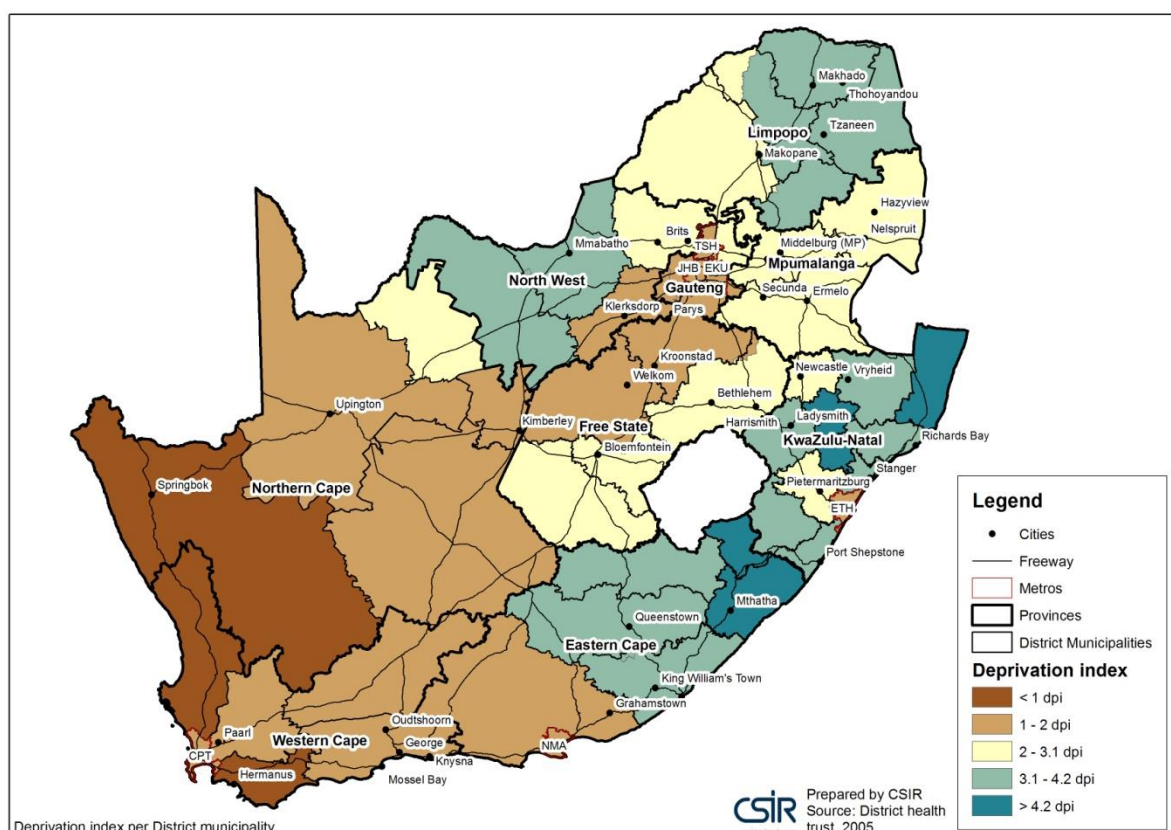 Makhado
Thohoyandou
Limpopo
Tzaneen
Makopane
Hazyview
Nelspruit
Brits
TSH
Middelburg (MP)
Mmabatho
Mpumalanga
North West
JHB EKU
Gauteng
Secunda
Ermelo
Klerksdorp
Parys
Kroonstad
Newcastle
Vryheid
Welkom
Bethlehem
Upington
Ladysmith
Kimberley
Free State
Harrismith
KwaZulu-Natal
Richards Bay
Bloemfontein
Stanger
Springbok
Northern Cape
Pietermaritzburg
ETH
Port Shepstone
Mthatha
Queenstown
Eastern Cape
King William's Town
Grahamstown
Oudtshoorn
Paarl
Western Cape
George
NMA
CPT
Knysna
Hermanus
Mossel Bay
Legend
Cities
Freeway
Metros
Provinces
District Municipalities
Deprivation index
< 1 dpi
1 - 2 dpi
2 - 3.1 dpi
3.1 - 4.2 dpi
> 4.2 dpi
CSIR
Prepared by CSIR
Source: District health
trust, 2005
Deprivation index per District municipality